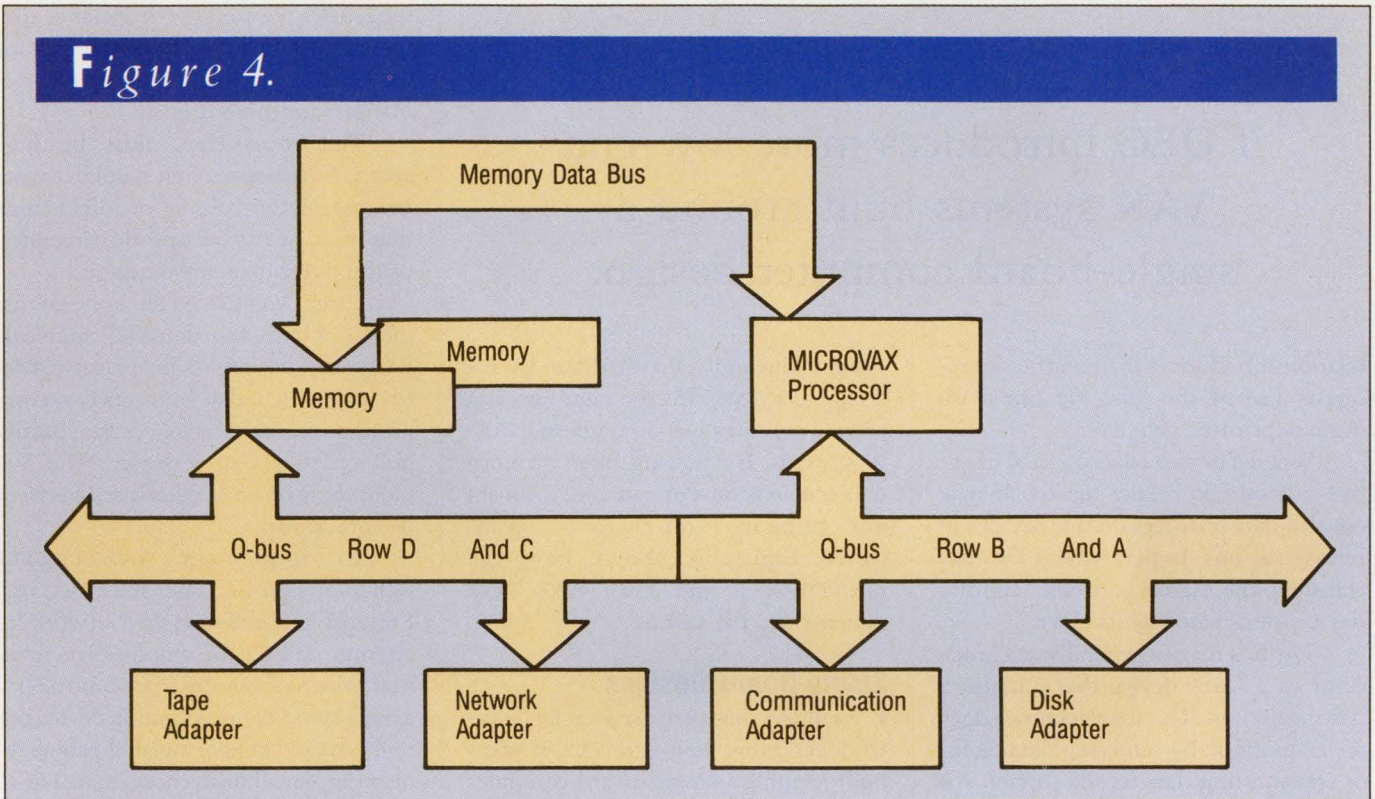 Figure 4.
Memory Data Bus
Memory
Memory
MICROVAX
Processor
Q-bus Row D And C
Q-bus Row B And A
Tape
Adapter
Network
Adapter
Communication
Adapter
Disk
Adapter